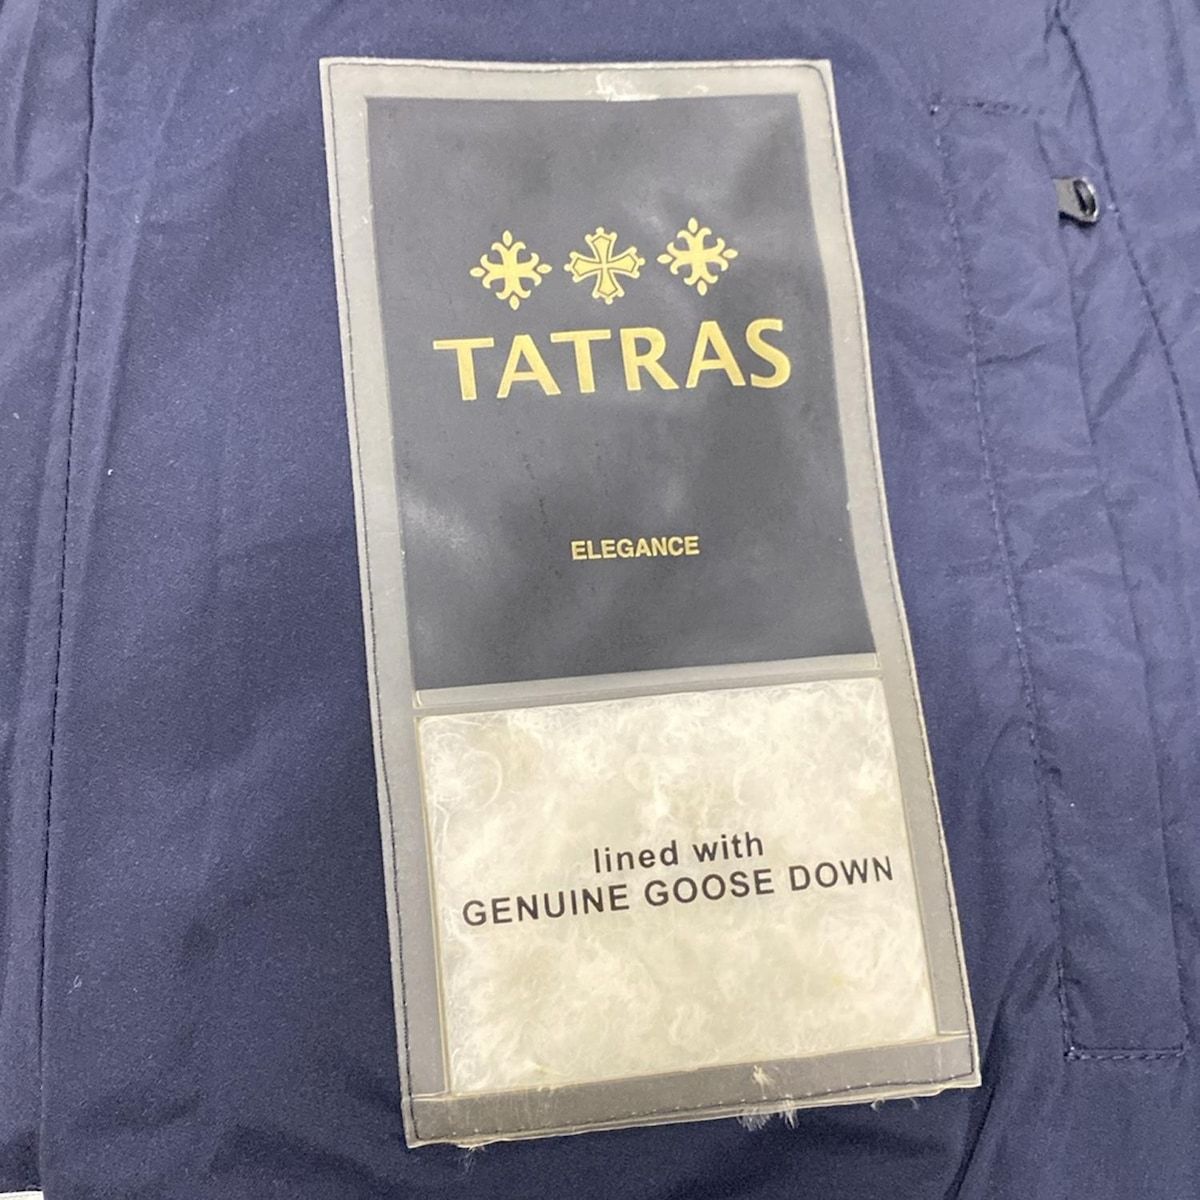 TATRAS
ELEGANCE
lined with
GENUINE GOOSE DOWN